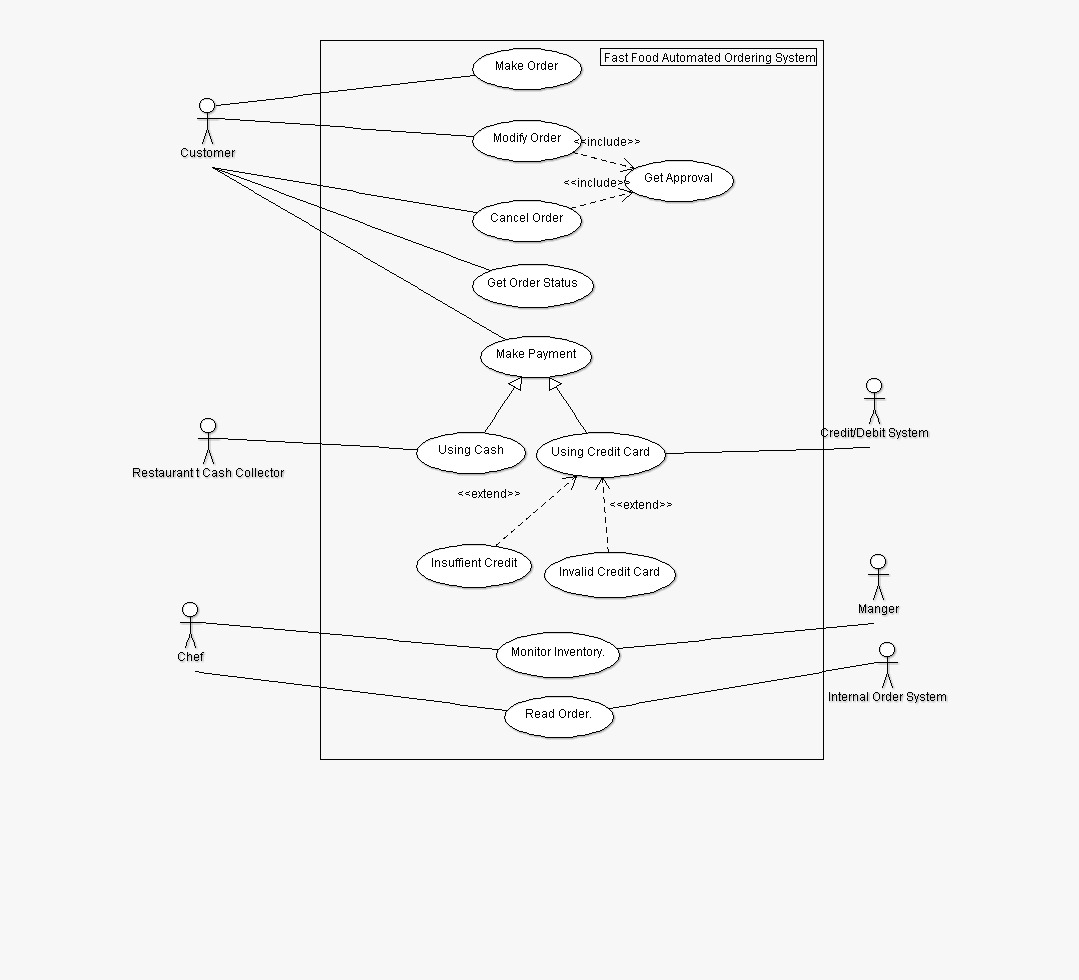 Fast Food Automated Ordering System
Make Order
Customer
Modify Order
<<include>>
Get Approval
<<include>>
Cancel Order
Get Order Status
Make Payment
Restaurant t Cash Collector
Using Cash
Using Credit Card
Credit/Debit System
<<extend>>
<<extend>>
Insuffient Credit
Invalid Credit Card
Manger
Chef
Monitor Inventory.
Internal Order System
Read Order.